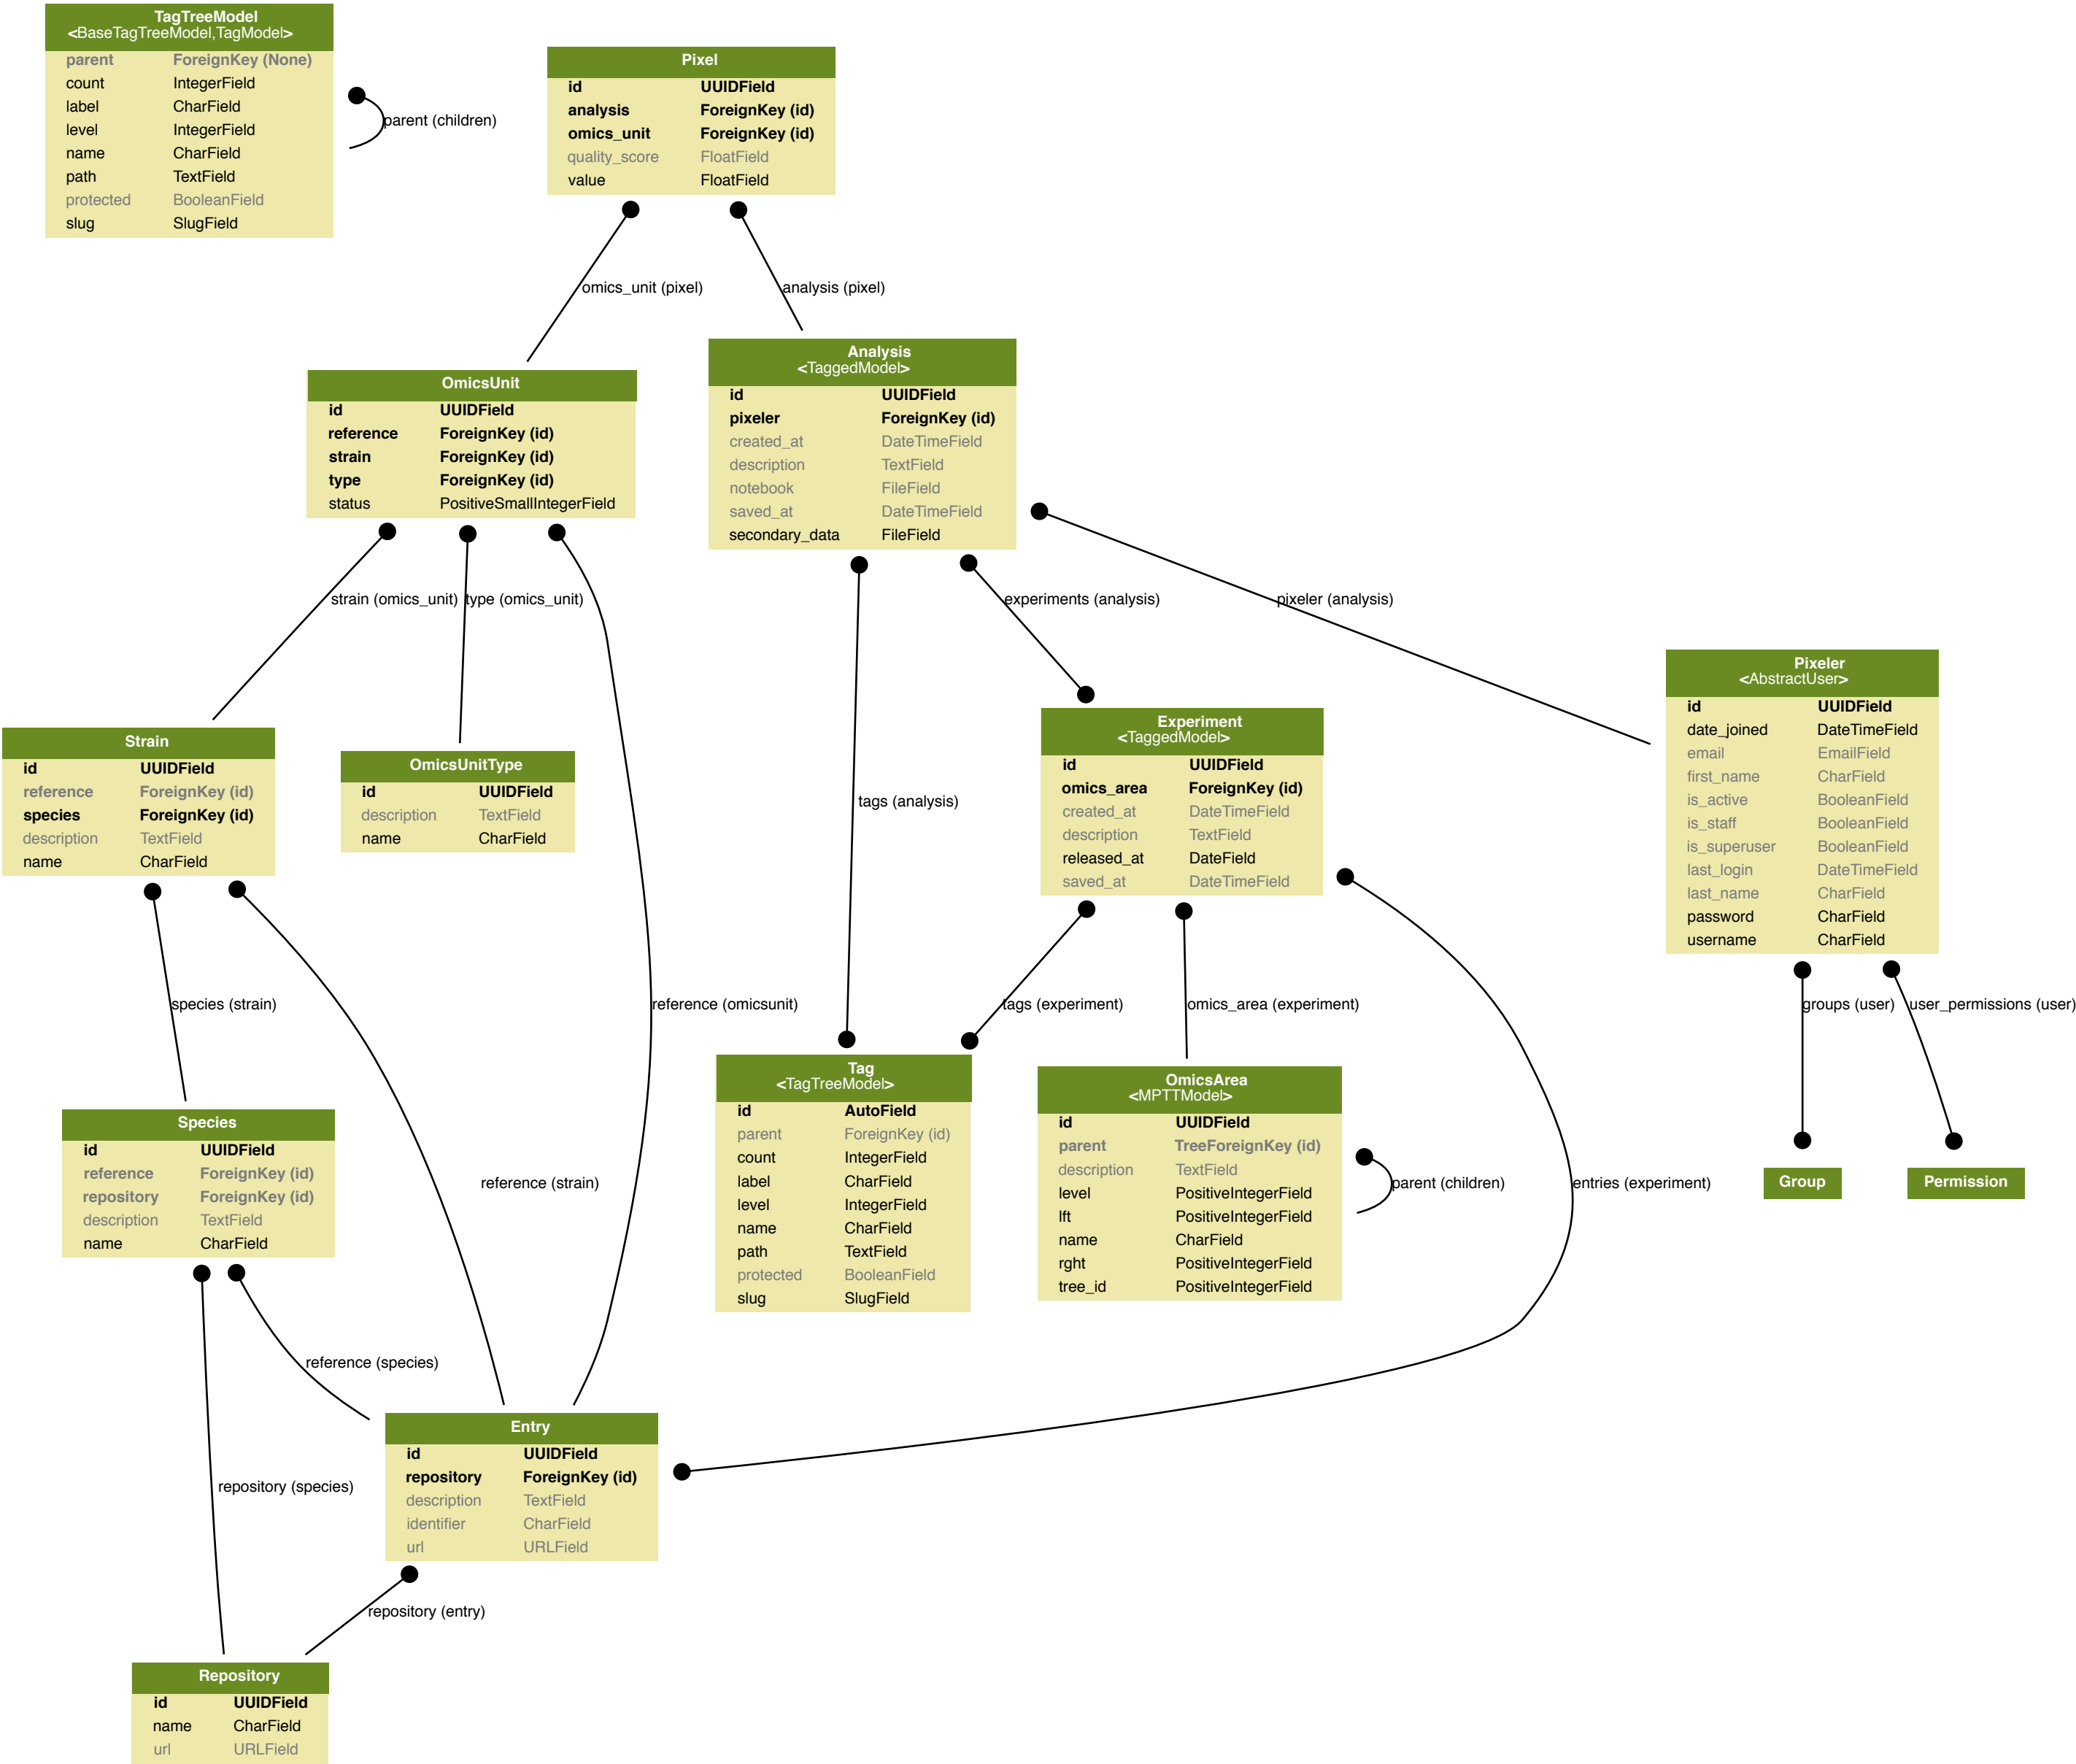 TagTreeModel
<BaseTagTreeModel,TagModel>
parent ForeignKey (None)
count IntegerField
label CharField
level IntegerField
name CharField
path TextField
protected BooleanField
slug SlugField
parent (children)
Pixel
id UUIDField
analysis ForeignKey (id)
omics_unit ForeignKey (id)
quality_score FloatField
value FloatField
omics_unit (pixel)
analysis (pixel)
OmicsUnit
id UUIDField
reference ForeignKey (id)
strain ForeignKey (id)
type ForeignKey (id)
status PositiveSmallIntegerField
Analysis
<TaggedModel>
id UUIDField
pixeler ForeignKey (id)
created_at DateTimeField
description TextField
notebook FileField
saved_at DateTimeField
secondary_data FileField
strain (omics_unit)
type (omics_unit)
experiments (analysis)
pixeler (analysis)
Strain
id UUIDField
reference ForeignKey (id)
species ForeignKey (id)
description TextField
name CharField
OmicsUnitType
id UUIDField
description TextField
name CharField
tags (analysis)
Experiment
<TaggedModel>
id UUIDField
omics_area ForeignKey (id)
created_at DateTimeField
description TextField
released_at DateField
saved_at DateTimeField
Pixeler
<AbstractUser>
id UUIDField
date_joined DateTimeField
email EmailField
first_name CharField
is_active BooleanField
is_staff BooleanField
is_superuser BooleanField
last_login DateTimeField
last_name CharField
password CharField
username CharField
species (strain)
reference (omicsunit)
tags (experiment)
omics_area (experiment)
groups (user)
user_permissions (user)
Species
id UUIDField
reference ForeignKey (id)
repository ForeignKey (id)
description TextField
name CharField
reference (strain)
Tag
<TagTreeModel>
id AutoField
parent ForeignKey (id)
count IntegerField
label CharField
level IntegerField
name CharField
path TextField
protected BooleanField
slug SlugField
OmicsArea
<MPTTModel>
id UUIDField
parent TreeForeignKey (id)
description TextField
level PositiveIntegerField
lft PositiveIntegerField
name CharField
rght PositiveIntegerField
tree_id PositiveIntegerField
parent (children)
entries (experiment)
Group
Permission
reference (species)
repository (species)
Entry
id UUIDField
repository ForeignKey (id)
description TextField
identifier CharField
url URLField
repository (entry)
Repository
id UUIDField
name CharField
url URLField